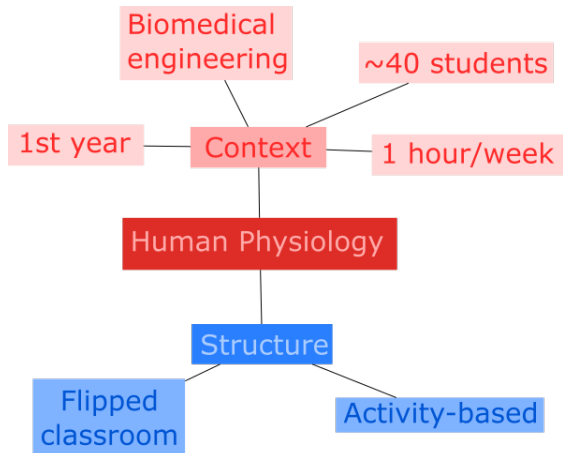 Biomedical
engineering
~40 students
1st year
Context
1 hour/week
Human Physiology
Structure
Flipped
classroom
Activity-based